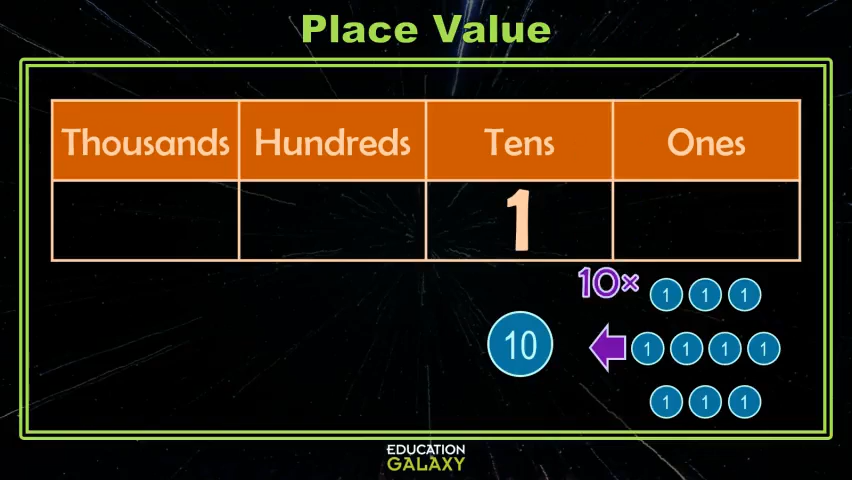 Place Value
Thousands Hundreds Tens Ones
1
10×
1 1 1
10
1 1 1 1
1 1 1
EDUCATION
GALAXY